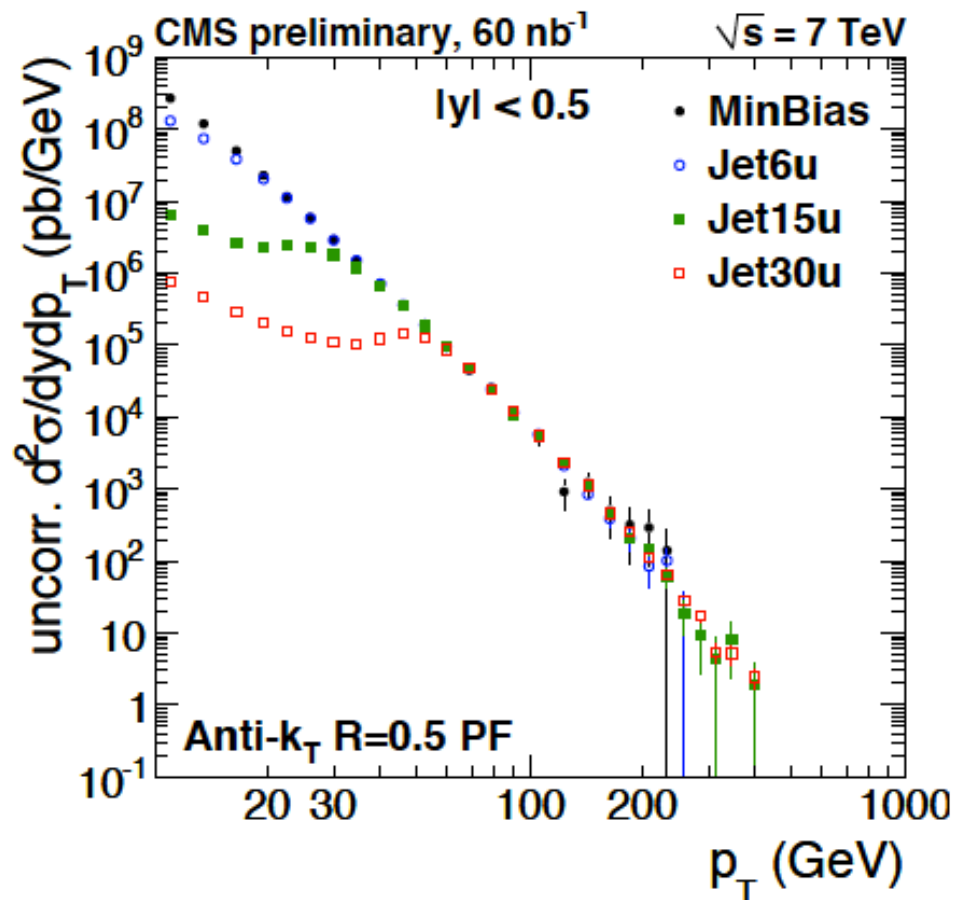 CMS preliminary, 60 nb⁻¹
√s = 7 TeV
|y| < 0.5
MinBias
Jet6u
Jet15u
Jet30u
uncorr. d²σ/dydp_T (pb/GeV)
10⁹
10⁸
10⁷
10⁶
10⁵
10⁴
10³
10²
10
1
10⁻¹
Anti-k_T R=0.5 PF
20 30 100 200 1000
p_T (GeV)